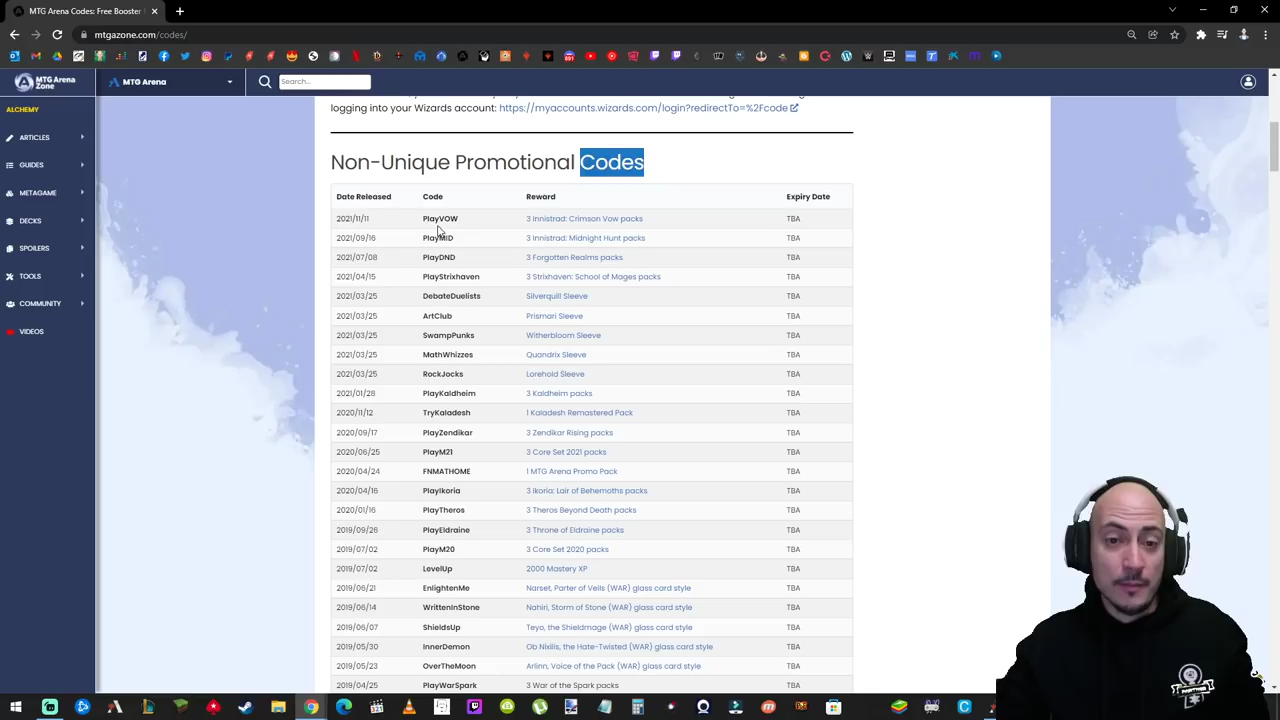 MTG Arena Codes List: Free Booster
mtgazone.com/codes/
MTG Arena Zone
MTG Arena
Search...
ALCHEMY
ARTICLES
GUIDES
METAGAME
DECKS
SPOILERS
TOOLS
COMMUNITY
VIDEOS
logging into your Wizards account: https://myaccounts.wizards.com/login?redirectTo=%2Fcode
Non-Unique Promotional Codes
Date Released Code Reward Expiry Date
2021/11/11 PlayVOW 3 Innistrad: Crimson Vow packs TBA
2021/09/16 PlayMID 3 Innistrad: Midnight Hunt packs TBA
2021/07/08 PlayDND 3 Forgotten Realms packs TBA
2021/04/15 PlayStrixhaven 3 Strixhaven: School of Mages packs TBA
2021/03/25 DebateDuelists Silverquill Sleeve TBA
2021/03/25 ArtClub Prismari Sleeve TBA
2021/03/25 SwampPunks Witherbloom Sleeve TBA
2021/03/25 MathWhizzes Quandrix Sleeve TBA
2021/03/25 RockJocks Lorehold Sleeve TBA
2021/01/28 PlayKaldheim 3 Kaldheim packs TBA
2020/11/12 TryKaladesh 1 Kaladesh Remastered Pack TBA
2020/09/17 PlayZendikar 3 Zendikar Rising packs TBA
2020/06/25 PlayM21 3 Core Set 2021 packs TBA
2020/04/24 FNMATHOME 1 MTG Arena Promo Pack TBA
2020/04/16 PlayIkoria 3 Ikoria: Lair of Behemoths packs TBA
2020/01/16 PlayTheros 3 Theros Beyond Death packs TBA
2019/09/26 PlayEldraine 3 Throne of Eldraine packs TBA
2019/07/02 PlayM20 3 Core Set 2020 packs TBA
2019/07/02 LevelUp 2000 Mastery XP TBA
2019/06/21 EnlightenMe Narset, Parter of Veils (WAR) glass card style TBA
2019/06/14 WrittenInStone Nahiri, Storm of Stone (WAR) glass card style TBA
2019/06/07 ShieldsUp Teyo, the Shieldmage (WAR) glass card style TBA
2019/05/30 InnerDemon Ob Nixilis, the Hate-Twisted (WAR) glass card style TBA
2019/05/23 OverTheMoon Arlinn, Voice of the Pack (WAR) glass card style TBA
2019/04/25 PlayWarSpark 3 War of the Spark packs TBA